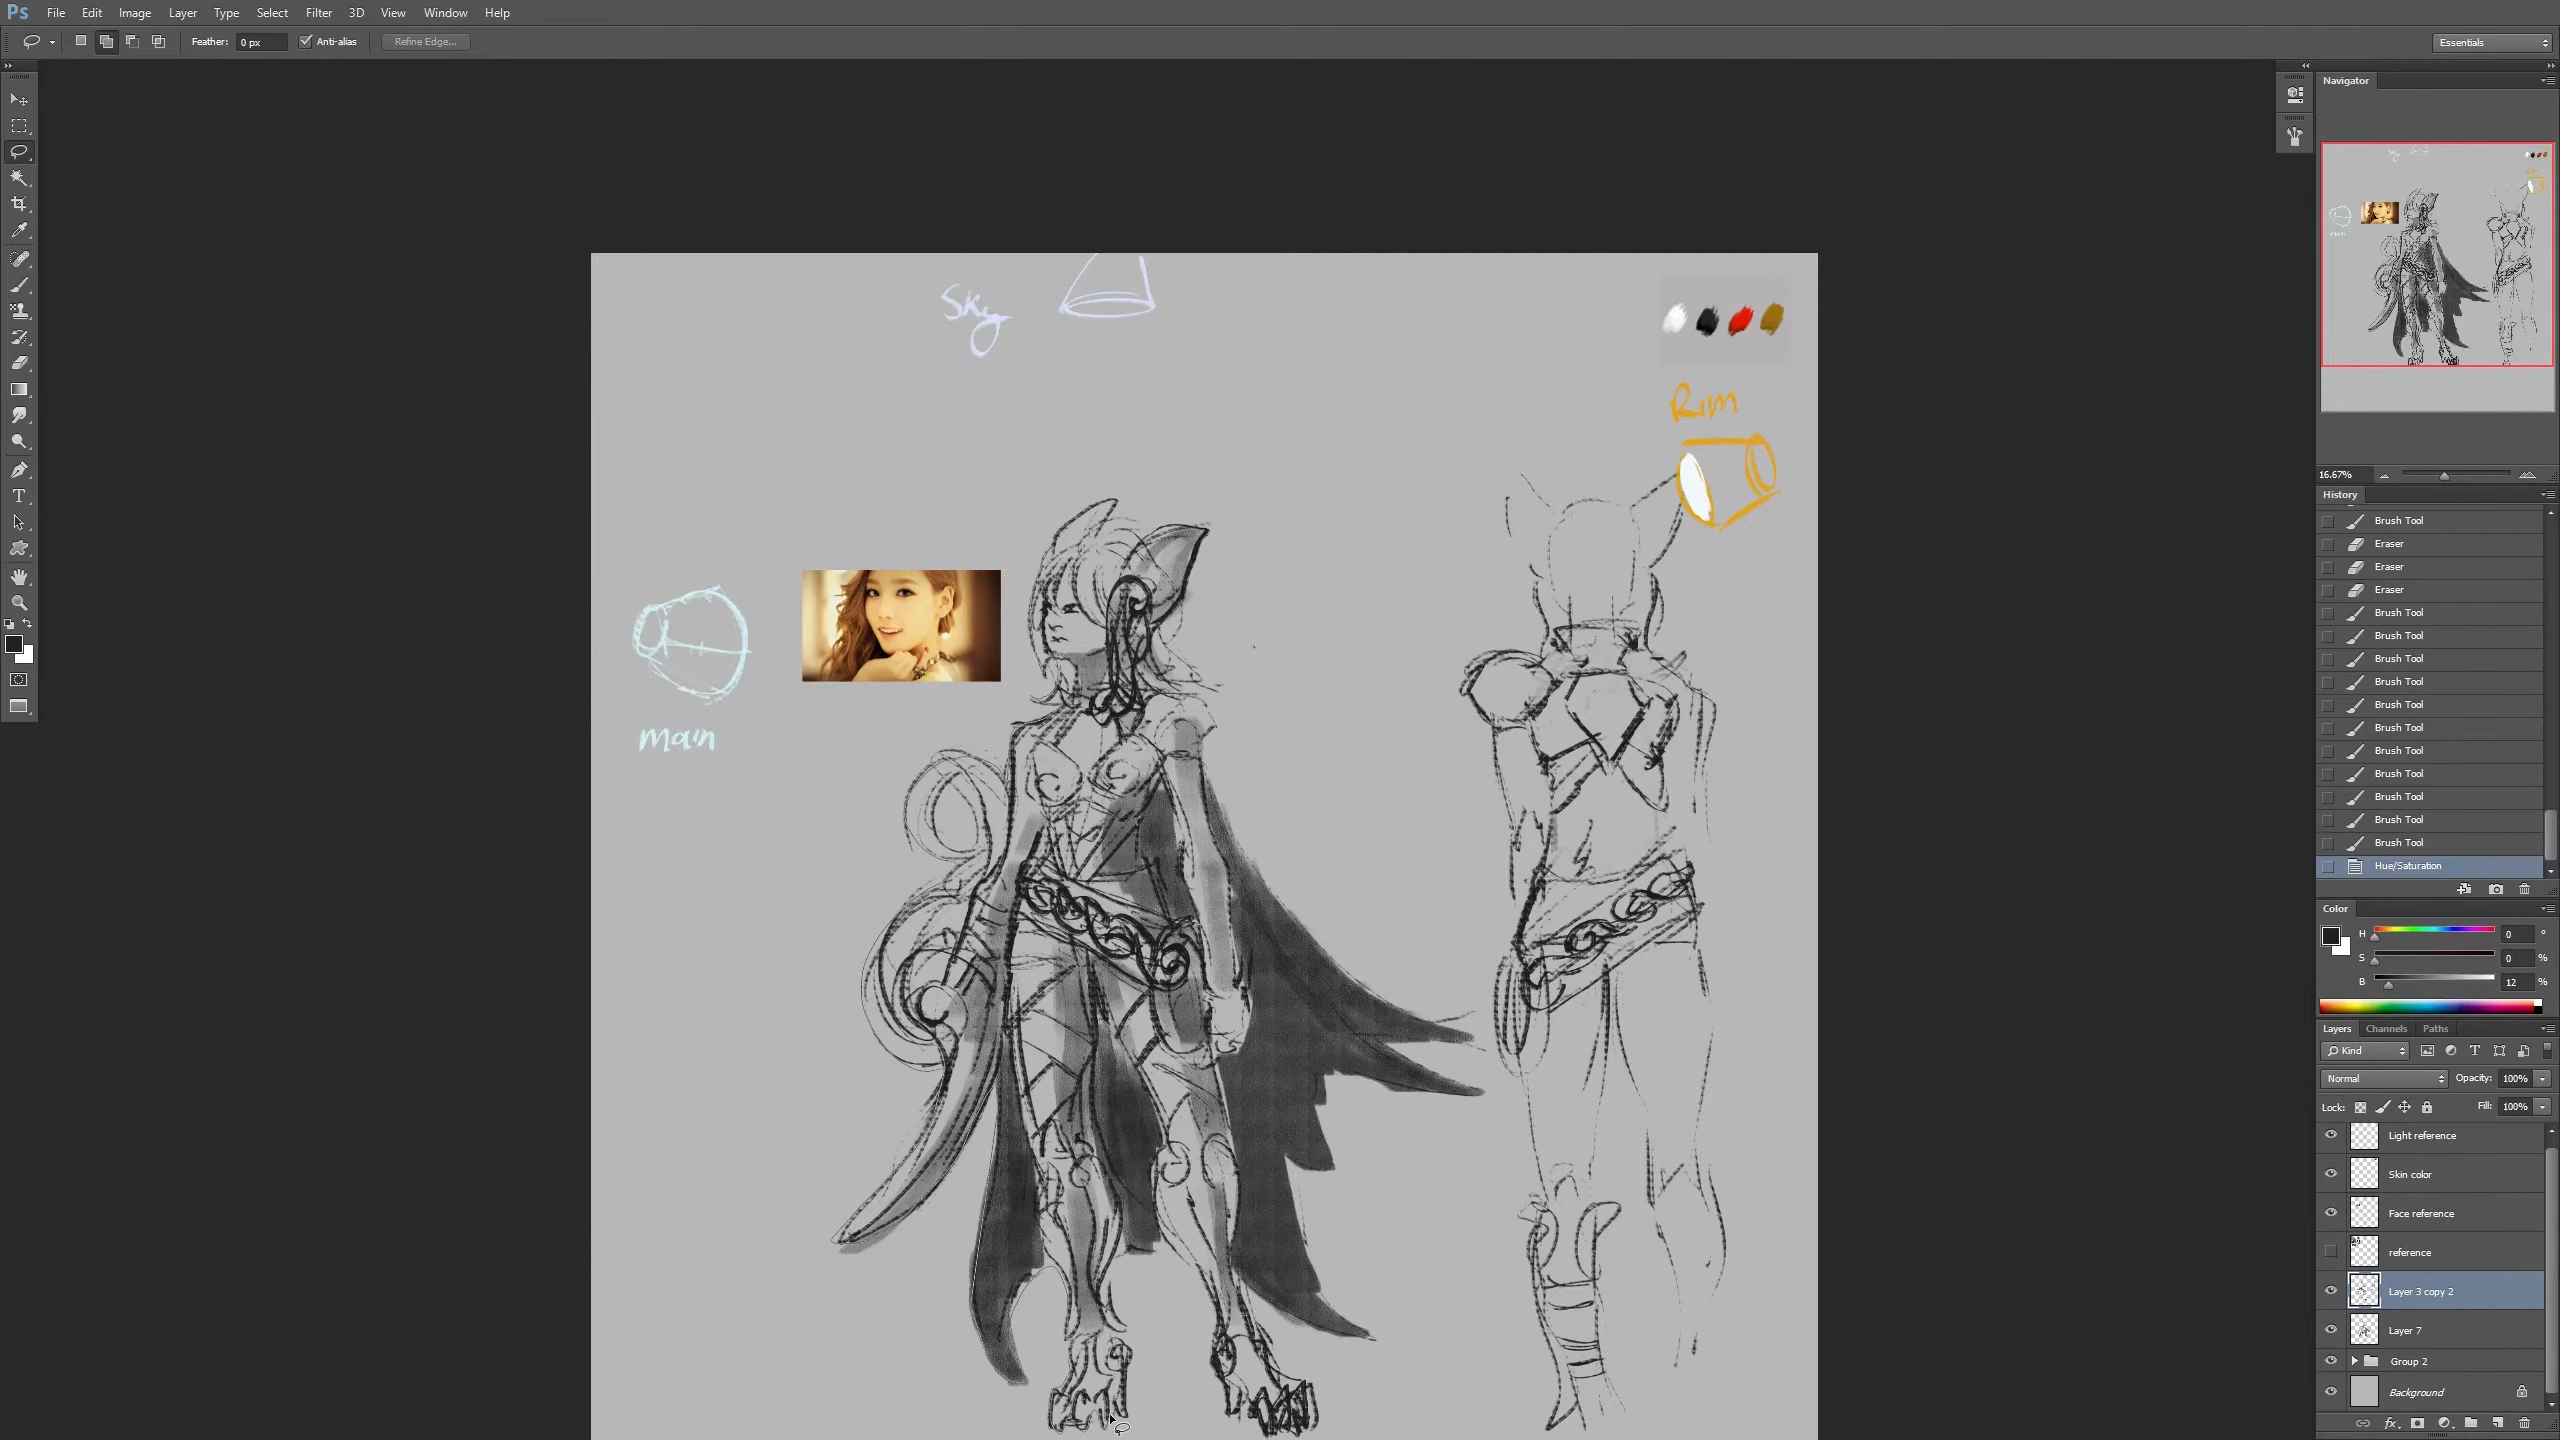 Ps File Edit Image Layer Type Select Filter 3D View Window Help
Feather: 0 px Anti-alias Refine Edge... Essentials
Navigator
Sky
Rim
main
16.67%
History
Brush Tool
Eraser
Eraser
Eraser
Brush Tool
Brush Tool
Brush Tool
Brush Tool
Brush Tool
Brush Tool
Brush Tool
Brush Tool
Brush Tool
Brush Tool
Brush Tool
Hue/Saturation
Color
H 0 °
S 0 %
B 12 %
Layers Channels Paths
Kind
Normal Opacity: 100%
Lock: Fill: 100%
Light reference
Skin color
Face reference
reference
Layer 3 copy 2
Layer 7
Group 2
Background
fx